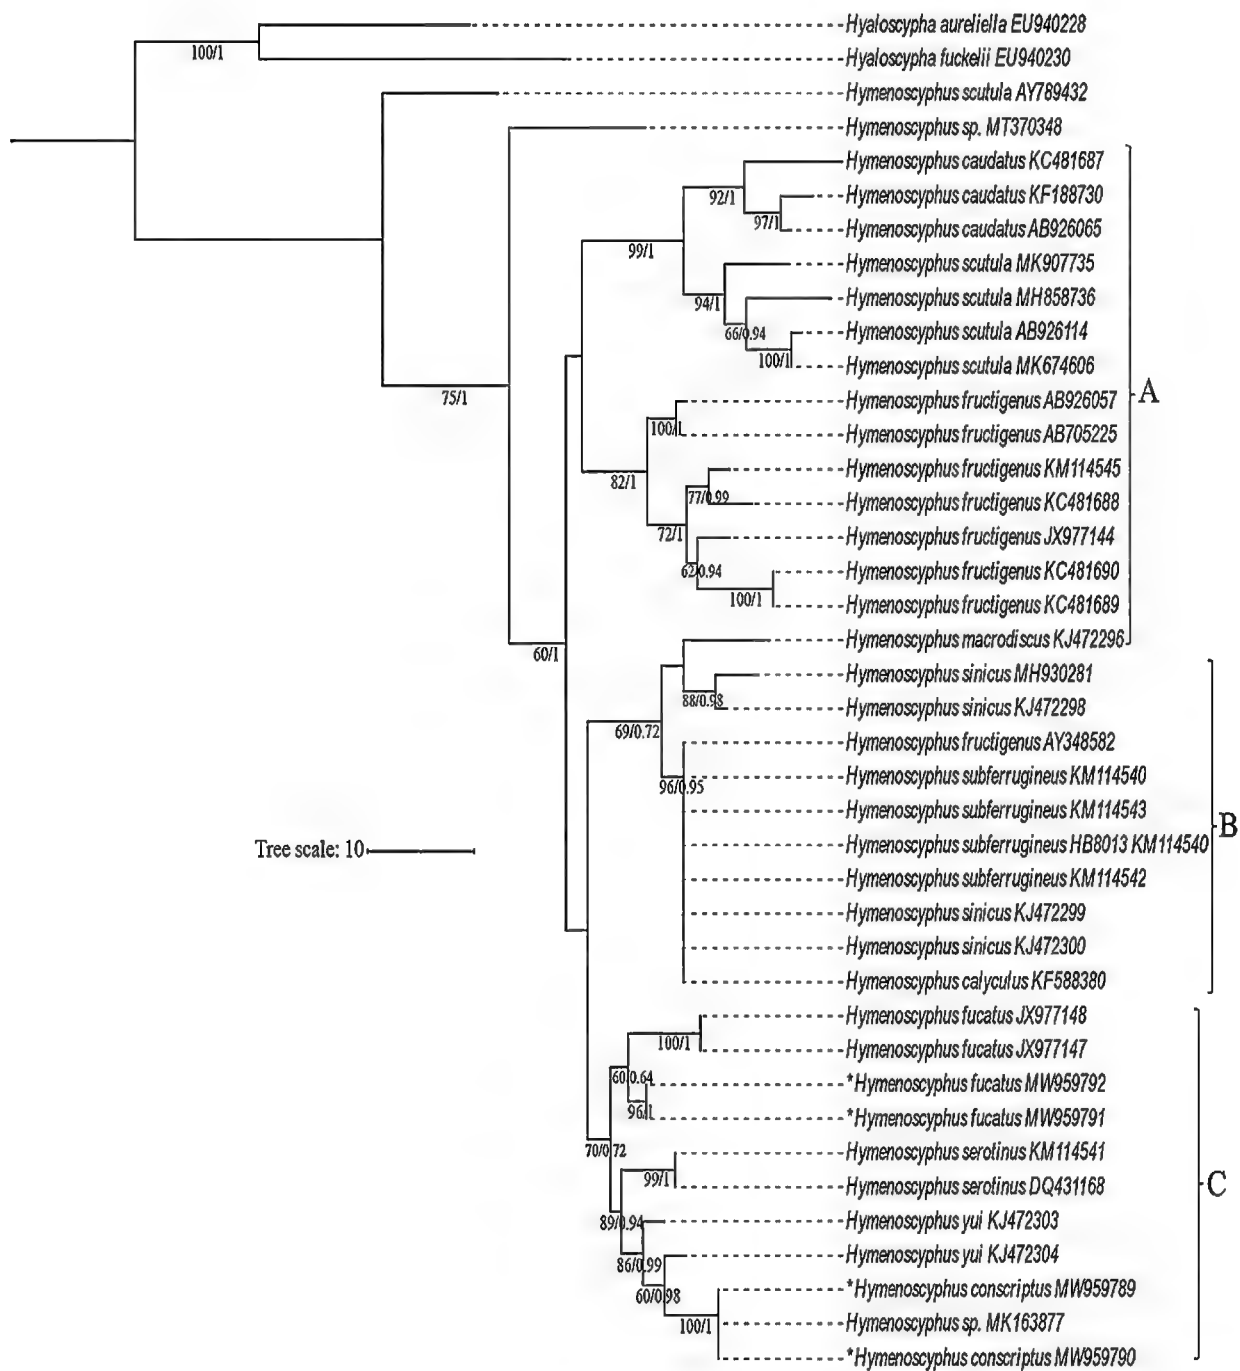 Hyaloscypha aureliella EU940228
100/1
Hyaloscypha fuckelii EU940230
Hymenoscyphus scutula AY789432
Hymenoscyphus sp. MT370348
Hymenoscyphus caudatus KC481687
92/1
Hymenoscyphus caudatus KF188730
97/1
Hymenoscyphus caudatus AB926065
99/1
Hymenoscyphus scutula MK907735
94/1
Hymenoscyphus scutula MH858736
66/0.94
Hymenoscyphus scutula AB926114
100/1
Hymenoscyphus scutula MK674606
75/1
A
Hymenoscyphus fructigenus AB926057
100/1
Hymenoscyphus fructigenus AB705225
82/1
Hymenoscyphus fructigenus KM114545
77/0.99
Hymenoscyphus fructigenus KC481688
72/1
Hymenoscyphus fructigenus JX977144
62/0.94
Hymenoscyphus fructigenus KC481690
100/1
Hymenoscyphus fructigenus KC481689
60/1
Hymenoscyphus macrodiscus KJ472296
Hymenoscyphus sinicus MH930281
88/0.98
Hymenoscyphus sinicus KJ472298
69/0.72
Hymenoscyphus fructigenus AY348582
96/0.95
Hymenoscyphus subferrugineus KM114540
Hymenoscyphus subferrugineus KM114543
B
Hymenoscyphus subferrugineus HB8013 KM114540
Tree scale: 10
Hymenoscyphus subferrugineus KM114542
Hymenoscyphus sinicus KJ472299
Hymenoscyphus sinicus KJ472300
Hymenoscyphus calyculus KF588380
Hymenoscyphus fucatus JX977148
100/1
Hymenoscyphus fucatus JX977147
60/0.64
*Hymenoscyphus fucatus MW959792
96/1
*Hymenoscyphus fucatus MW959791
70/0.72
Hymenoscyphus serotinus KM114541
99/1
Hymenoscyphus serotinus DQ431168
C
89/0.94
Hymenoscyphus yui KJ472303
86/0.99
Hymenoscyphus yui KJ472304
60/0.98
*Hymenoscyphus conscriptus MW959789
100/1
Hymenoscyphus sp. MK163877
*Hymenoscyphus conscriptus MW959790